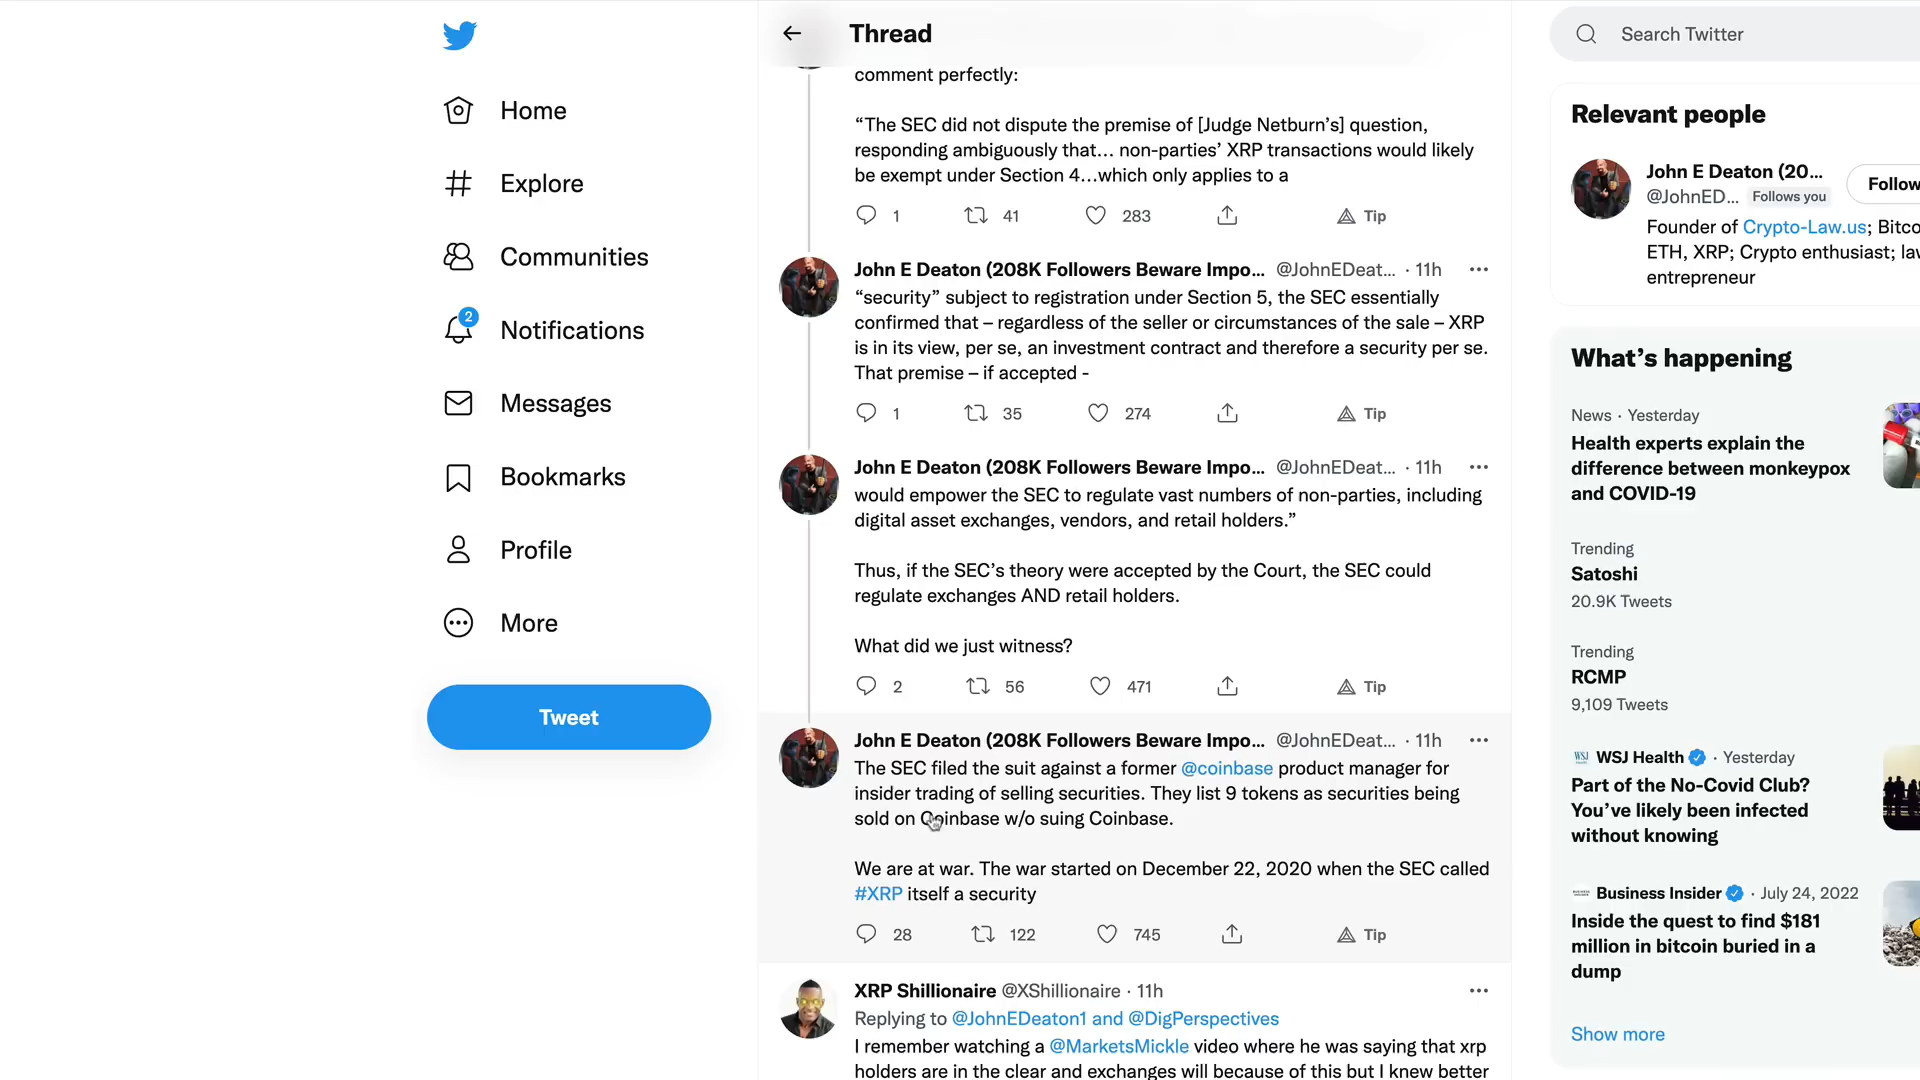 Thread
Search Twitter
Home
Explore
Communities
2
Notifications
Messages
Bookmarks
Profile
More
Tweet
comment perfectly:
“The SEC did not dispute the premise of [Judge Netburn’s] question,
responding ambiguously that... non-parties’ XRP transactions would likely
be exempt under Section 4...which only applies to a
1 41 283 Tip
John E Deaton (208K Followers Beware Impo... @JohnEDeat... · 11h
“security” subject to registration under Section 5, the SEC essentially
confirmed that – regardless of the seller or circumstances of the sale – XRP
is in its view, per se, an investment contract and therefore a security per se.
That premise – if accepted -
1 35 274 Tip
John E Deaton (208K Followers Beware Impo... @JohnEDeat... · 11h
would empower the SEC to regulate vast numbers of non-parties, including
digital asset exchanges, vendors, and retail holders.”
Thus, if the SEC’s theory were accepted by the Court, the SEC could
regulate exchanges AND retail holders.
What did we just witness?
2 56 471 Tip
John E Deaton (208K Followers Beware Impo... @JohnEDeat... · 11h
The SEC filed the suit against a former @coinbase product manager for
insider trading of selling securities. They list 9 tokens as securities being
sold on Coinbase w/o suing Coinbase.
We are at war. The war started on December 22, 2020 when the SEC called
#XRP itself a security
28 122 745 Tip
XRP Shillionaire @XShillionaire · 11h
Replying to @JohnEDeaton1 and @DigPerspectives
I remember watching a @MarketsMickle video where he was saying that xrp
holders are in the clear and exchanges will because of this but I knew better
Relevant people
John E Deaton (20...
@JohnED... Follows you
Follow
Founder of Crypto-Law.us; Bitco
ETH, XRP; Crypto enthusiast; law
entrepreneur
What’s happening
News · Yesterday
Health experts explain the
difference between monkeypox
and COVID-19
Trending
Satoshi
20.9K Tweets
Trending
RCMP
9,109 Tweets
WSJ WSJ Health · Yesterday
Part of the No-Covid Club?
You’ve likely been infected
without knowing
Business Insider · July 24, 2022
Inside the quest to find $181
million in bitcoin buried in a
dump
Show more